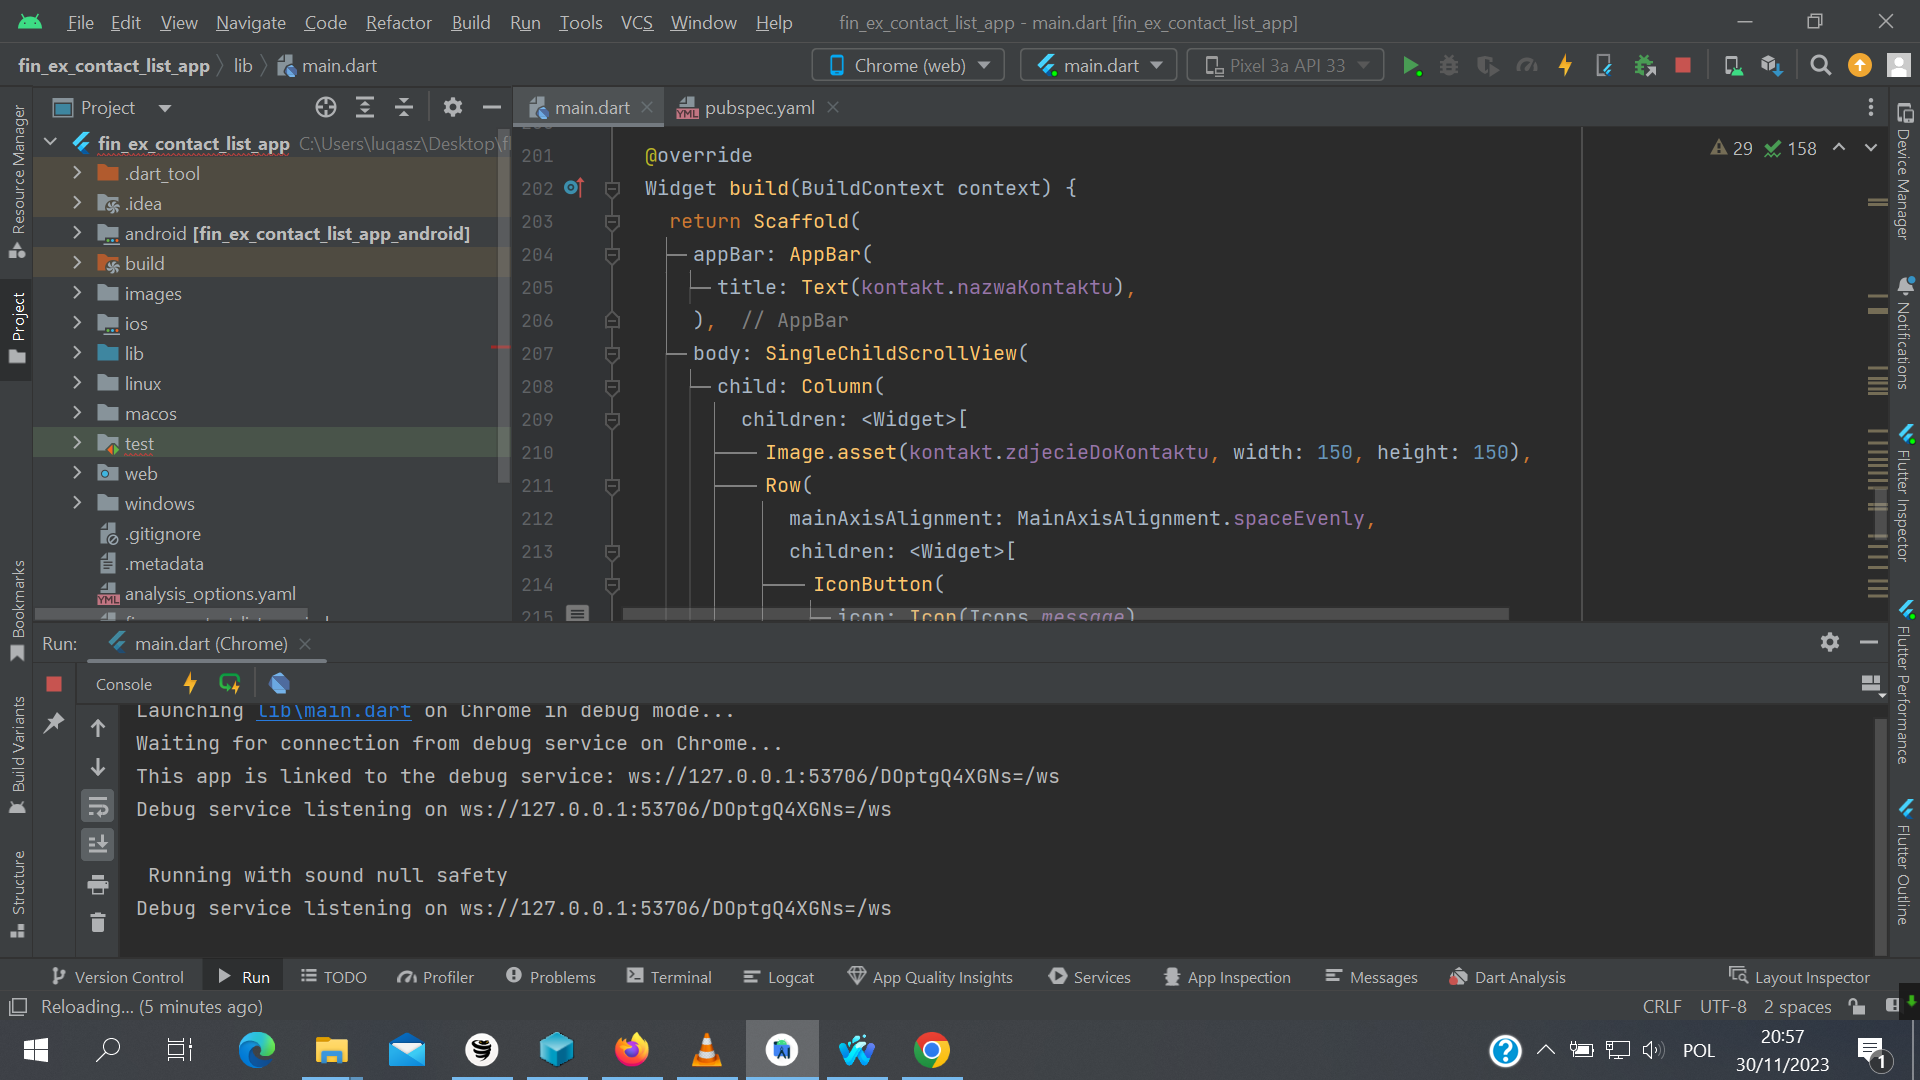 File Edit View Navigate Code Refactor Build Run Tools VCS Window Help fin_ex_contact_list_app - main.dart [fin_ex_contact_list_app]
fin_ex_contact_list_app lib main.dart Chrome (web) main.dart Pixel 3a API 33
Project
main.dart pubspec.yaml
Resource Manager
Project
Bookmarks
Build Variants
Structure
fin_ex_contact_list_app C:\Users\luqasz\Desktop\f
.dart_tool
.idea
android [fin_ex_contact_list_app_android]
build
images
ios
lib
linux
macos
test
web
windows
.gitignore
.metadata
analysis_options.yaml
29 158
201 @override
202 Widget build(BuildContext context) {
203 return Scaffold(
204 appBar: AppBar(
205 title: Text(kontakt.nazwaKontaktu),
206 ), // AppBar
207 body: SingleChildScrollView(
208 child: Column(
209 children: <Widget>[
210 Image.asset(kontakt.zdjecieDoKontaktu, width: 150, height: 150),
211 Row(
212 mainAxisAlignment: MainAxisAlignment.spaceEvenly,
213 children: <Widget>[
214 IconButton(
215 icon: Icon(Icons.message)
Device Manager
Notifications
Flutter Inspector
Flutter Performance
Flutter Outline
Run: main.dart (Chrome)
Console
Launching lib\main.dart on Chrome in debug mode...
Waiting for connection from debug service on Chrome...
This app is linked to the debug service: ws://127.0.0.1:53706/DOptgQ4XGNs=/ws
Debug service listening on ws://127.0.0.1:53706/DOptgQ4XGNs=/ws
Running with sound null safety
Debug service listening on ws://127.0.0.1:53706/DOptgQ4XGNs=/ws
Version Control Run TODO Profiler Problems Terminal Logcat App Quality Insights Services App Inspection Messages Dart Analysis Layout Inspector
Reloading... (5 minutes ago) CRLF UTF-8 2 spaces
POL 20:57
30/11/2023
1